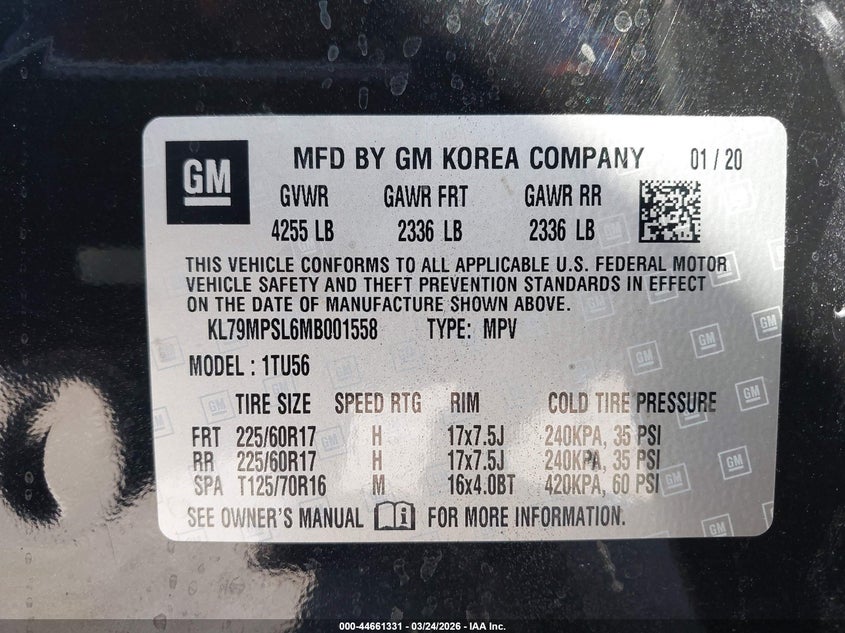 GM MFD BY GM KOREA COMPANY 01/20
GVWR GAWR FRT GAWR RR
4255 LB 2336 LB 2336 LB
THIS VEHICLE CONFORMS TO ALL APPLICABLE U.S. FEDERAL MOTOR
VEHICLE SAFETY AND THEFT PREVENTION STANDARDS IN EFFECT
ON THE DATE OF MANUFACTURE SHOWN ABOVE.
KL79MPSL6MB001558 TYPE: MPV
MODEL : 1TU56
TIRE SIZE SPEED RTG RIM COLD TIRE PRESSURE
FRT 225/60R17 H 17x7.5J 240KPA, 35 PSI
RR 225/60R17 H 17x7.5J 240KPA, 35 PSI
SPA T125/70R16 M 16x4.0BT 420KPA, 60 PSI
SEE OWNER'S MANUAL FOR MORE INFORMATION.
000-44661331 - 03/24/2026 - IAA Inc.